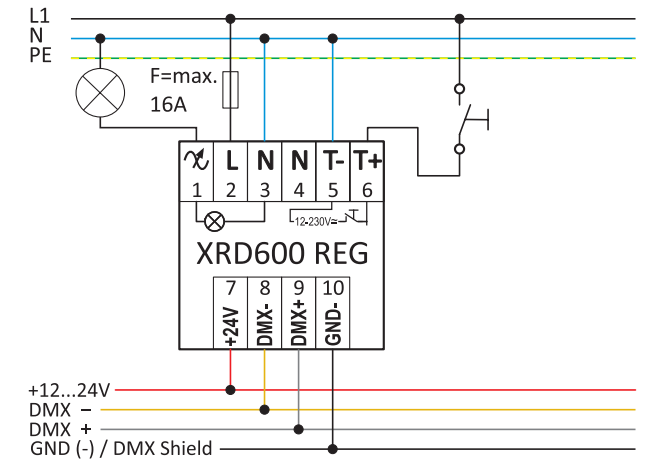 L1
N
PE
F=max.
16A
L N N T- T+
1 2 3 4 5 6
12-230V≂
XRD600 REG
7 8 9 10
+24V DMX- DMX+ GND-
+12...24V
DMX –
DMX +
GND (-) / DMX Shield